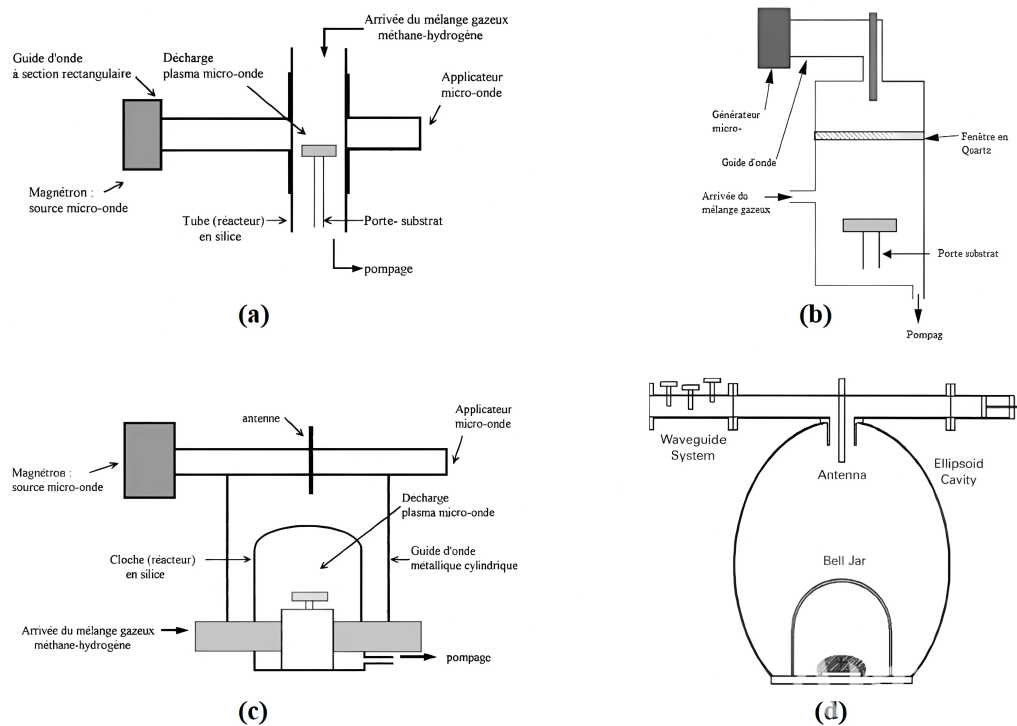 Arrivée du mélange gazeux
méthane-hydrogène
Guide d'onde
à section rectangulaire
Décharge
plasma micro-onde
Applicateur
micro-onde
Magnétron :
source micro-onde
Tube (réacteur)
en silice
Porte- substrat
pompage
(a)
Générateur
micro-
Guide d'onde
Fenêtre en
Quartz
Arrivée du
mélange gazeux
Porte substrat
Pompag
(b)
antenne
Applicateur
micro-onde
Magnétron :
source micro-onde
Décharge
plasma micro-onde
Cloche (réacteur)
en silice
Guide d'onde
métallique cylindrique
Arrivée du mélange gazeux
méthane-hydrogène
pompage
(c)
Waveguide
System
Antenna
Ellipsoid
Cavity
Bell Jar
(d)